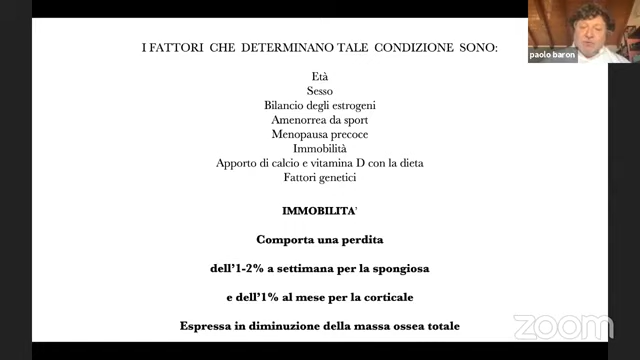 I FATTORI CHE DETERMINANO TALE CONDIZIONE SONO:
Età
Sesso
Bilancio degli estrogeni
Amenorrea da sport
Menopausa precoce
Immobilità
Apporto di calcio e vitamina D con la dieta
Fattori genetici
IMMOBILITA'
Comporta una perdita
dell'1-2% a settimana per la spongiosa
e dell'1% al mese per la corticale
Espressa in diminuzione della massa ossea totale
paolo baron
zoom